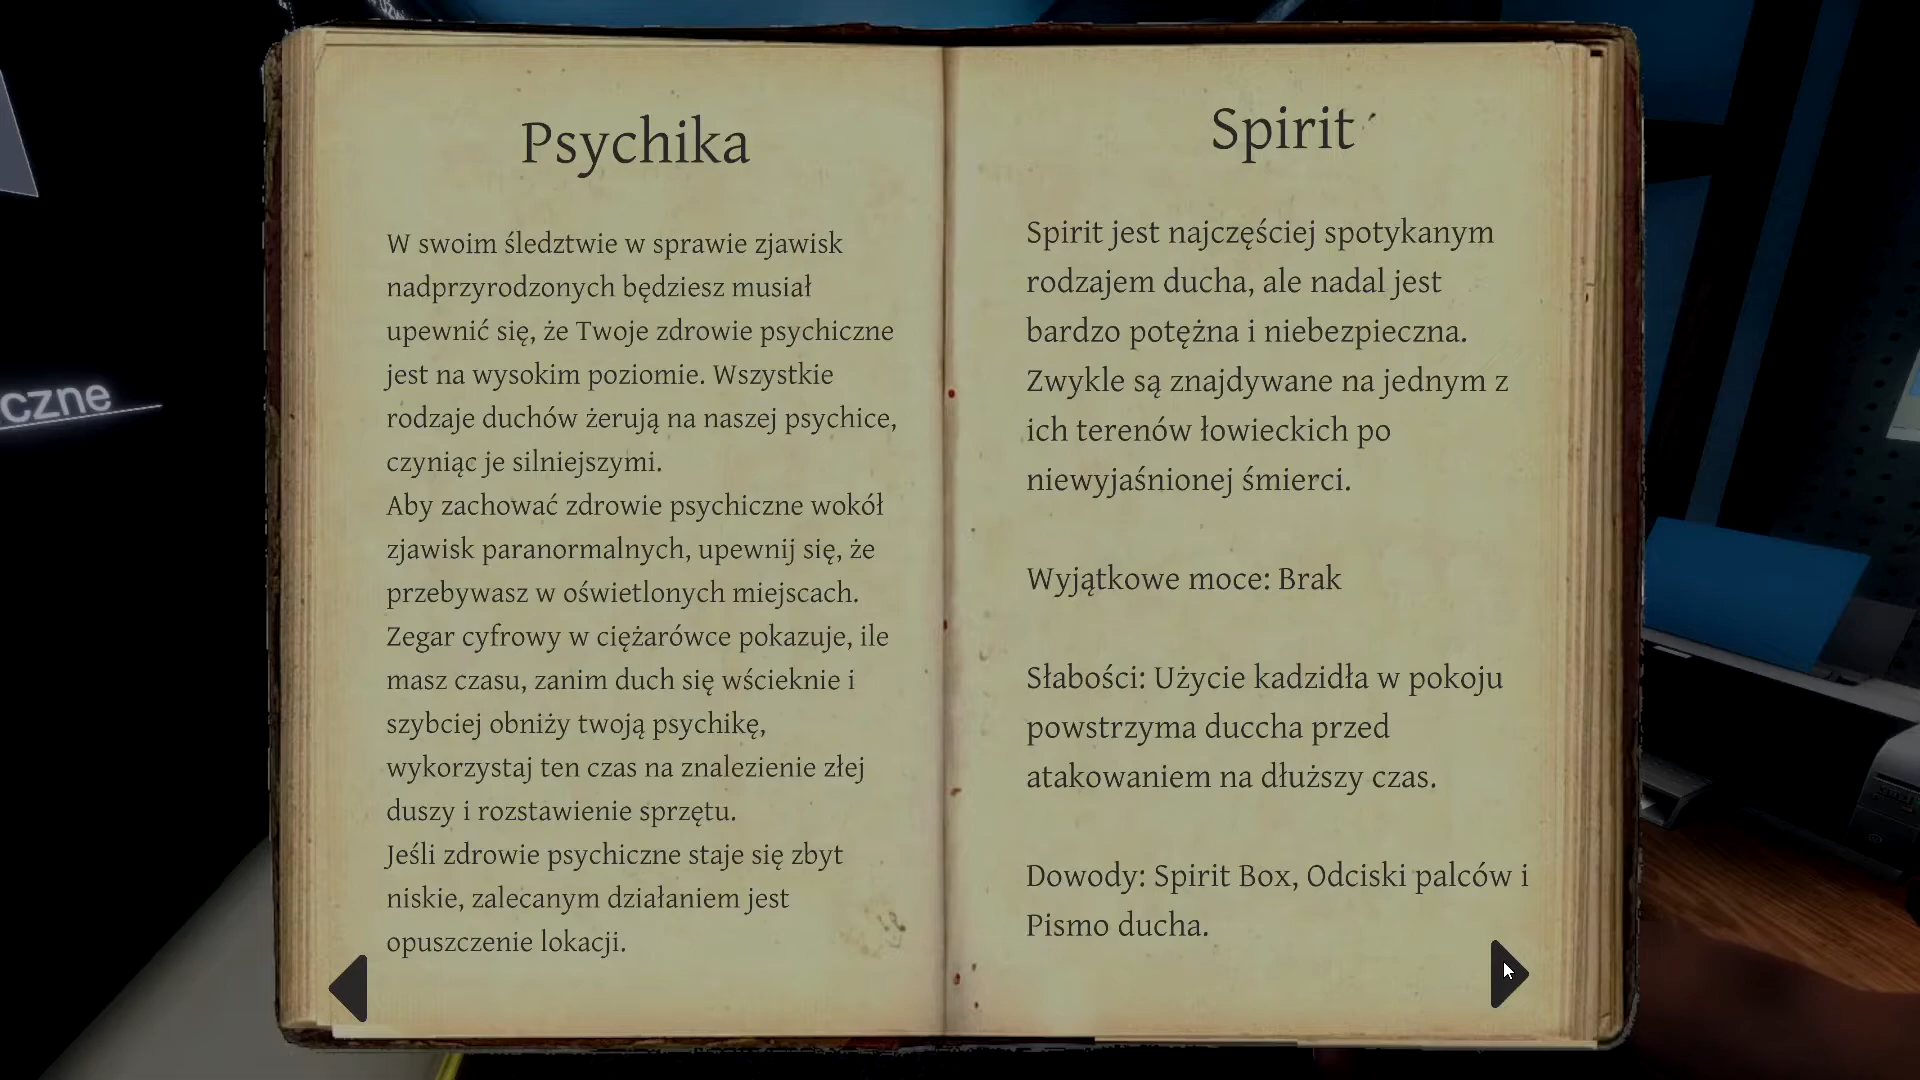 Psychika
W swoim śledztwie w sprawie zjawisk
nadprzyrodzonych będziesz musiał
upewnić się, że Twoje zdrowie psychiczne
jest na wysokim poziomie. Wszystkie
rodzaje duchów żerują na naszej psychice,
czyniąc je silniejszymi.
Aby zachować zdrowie psychiczne wokół
zjawisk paranormalnych, upewnij się, że
przebywasz w oświetlonych miejscach.
Zegar cyfrowy w ciężarówce pokazuje, ile
masz czasu, zanim duch się wścieknie i
szybciej obniży twoją psychikę,
wykorzystaj ten czas na znalezienie złej
duszy i rozstawienie sprzętu.
Jeśli zdrowie psychiczne staje się zbyt
niskie, zalecanym działaniem jest
opuszczenie lokacji.
Spirit
Spirit jest najczęściej spotykanym
rodzajem ducha, ale nadal jest
bardzo potężna i niebezpieczna.
Zwykle są znajdywane na jednym z
ich terenów łowieckich po
niewyjaśnionej śmierci.
Wyjątkowe moce: Brak
Słabości: Użycie kadzidła w pokoju
powstrzyma duccha przed
atakowaniem na dłuższy czas.
Dowody: Spirit Box, Odciski palców i
Pismo ducha.
czne